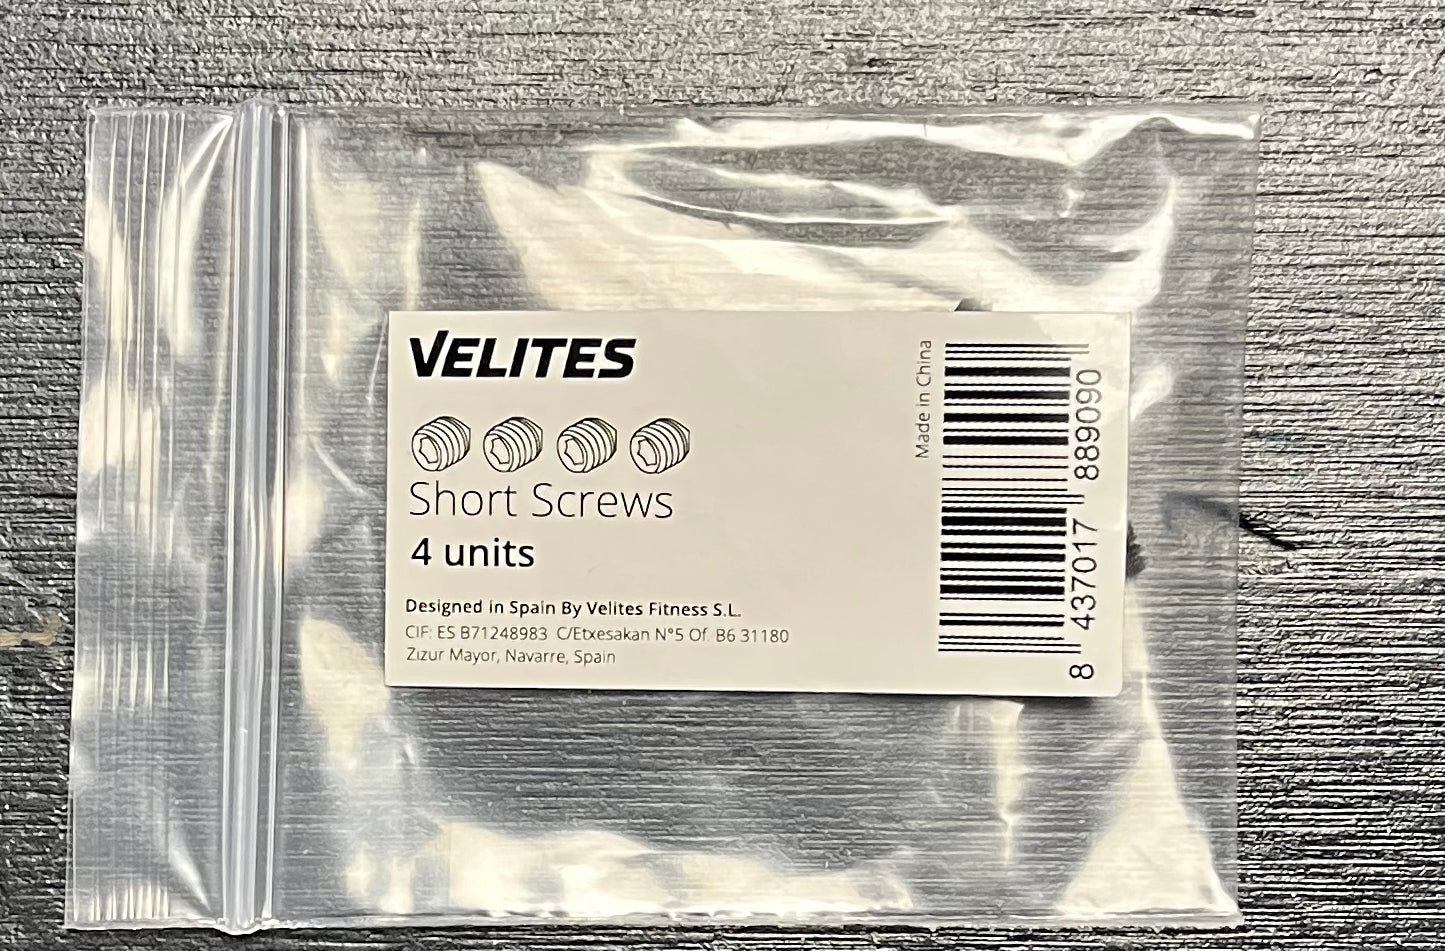 VELITES
Short Screws
4 units
Designed in Spain By Velites Fitness S.L.
CIF: ES B71248983 C/Etxesakan N°5 Of. B6 31180
Zizur Mayor, Navarre, Spain
Made in China
8 437017 889090